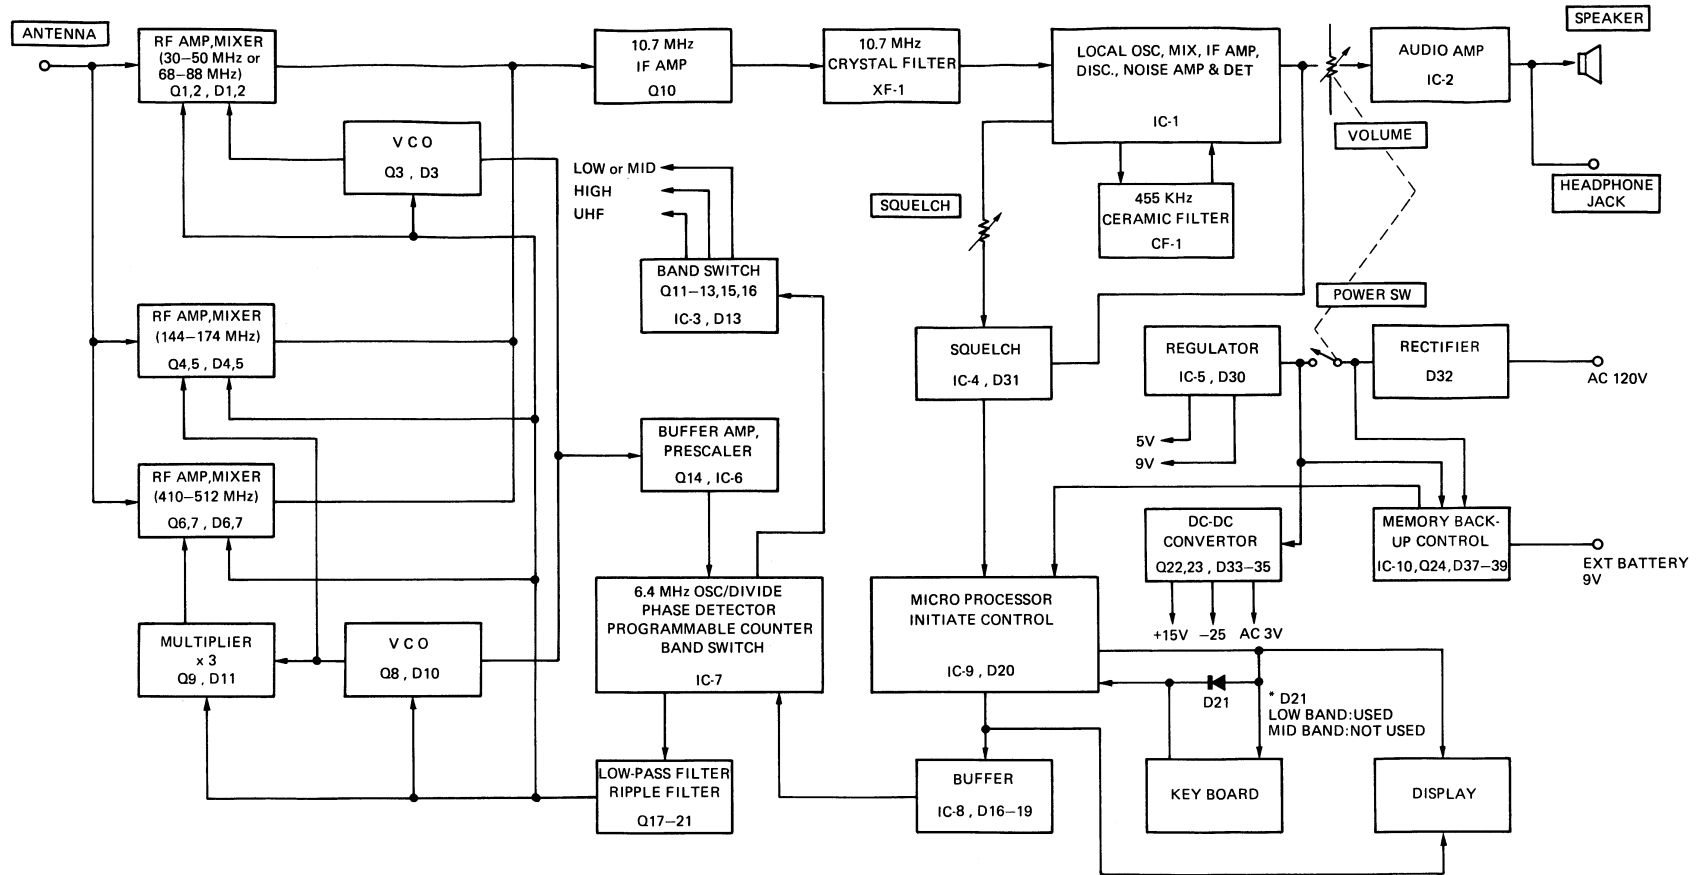 ANTENNA
RF AMP,MIXER
(30–50 MHz or
68–88 MHz)
Q1,2 , D1,2
10.7 MHz
IF AMP
Q10
10.7 MHz
CRYSTAL FILTER
XF-1
LOCAL OSC, MIX, IF AMP,
DISC., NOISE AMP & DET
IC-1
AUDIO AMP
IC-2
SPEAKER
VOLUME
HEADPHONE
JACK
V C O
Q3 , D3
LOW or MID
HIGH
UHF
SQUELCH
455 KHz
CERAMIC FILTER
CF-1
BAND SWITCH
Q11–13,15,16
IC-3 , D13
POWER SW
RF AMP,MIXER
(144–174 MHz)
Q4,5 , D4,5
SQUELCH
IC-4 , D31
REGULATOR
IC-5 , D30
RECTIFIER
D32
AC 120V
5V
9V
BUFFER AMP,
PRESCALER
Q14 , IC-6
RF AMP,MIXER
(410–512 MHz)
Q6,7 , D6,7
DC-DC
CONVERTOR
Q22,23 , D33–35
MEMORY BACK-
UP CONTROL
IC-10,Q24,D37–39
EXT BATTERY
9V
+15V
–25
AC 3V
6.4 MHz OSC/DIVIDE
PHASE DETECTOR
PROGRAMMABLE COUNTER
BAND SWITCH
IC-7
MICRO PROCESSOR
INITIATE CONTROL
IC-9 , D20
MULTIPLIER
x 3
Q9 , D11
V C O
Q8 , D10
D21
* D21
LOW BAND:USED
MID BAND:NOT USED
LOW-PASS FILTER
RIPPLE FILTER
Q17–21
BUFFER
IC-8 , D16–19
KEY BOARD
DISPLAY